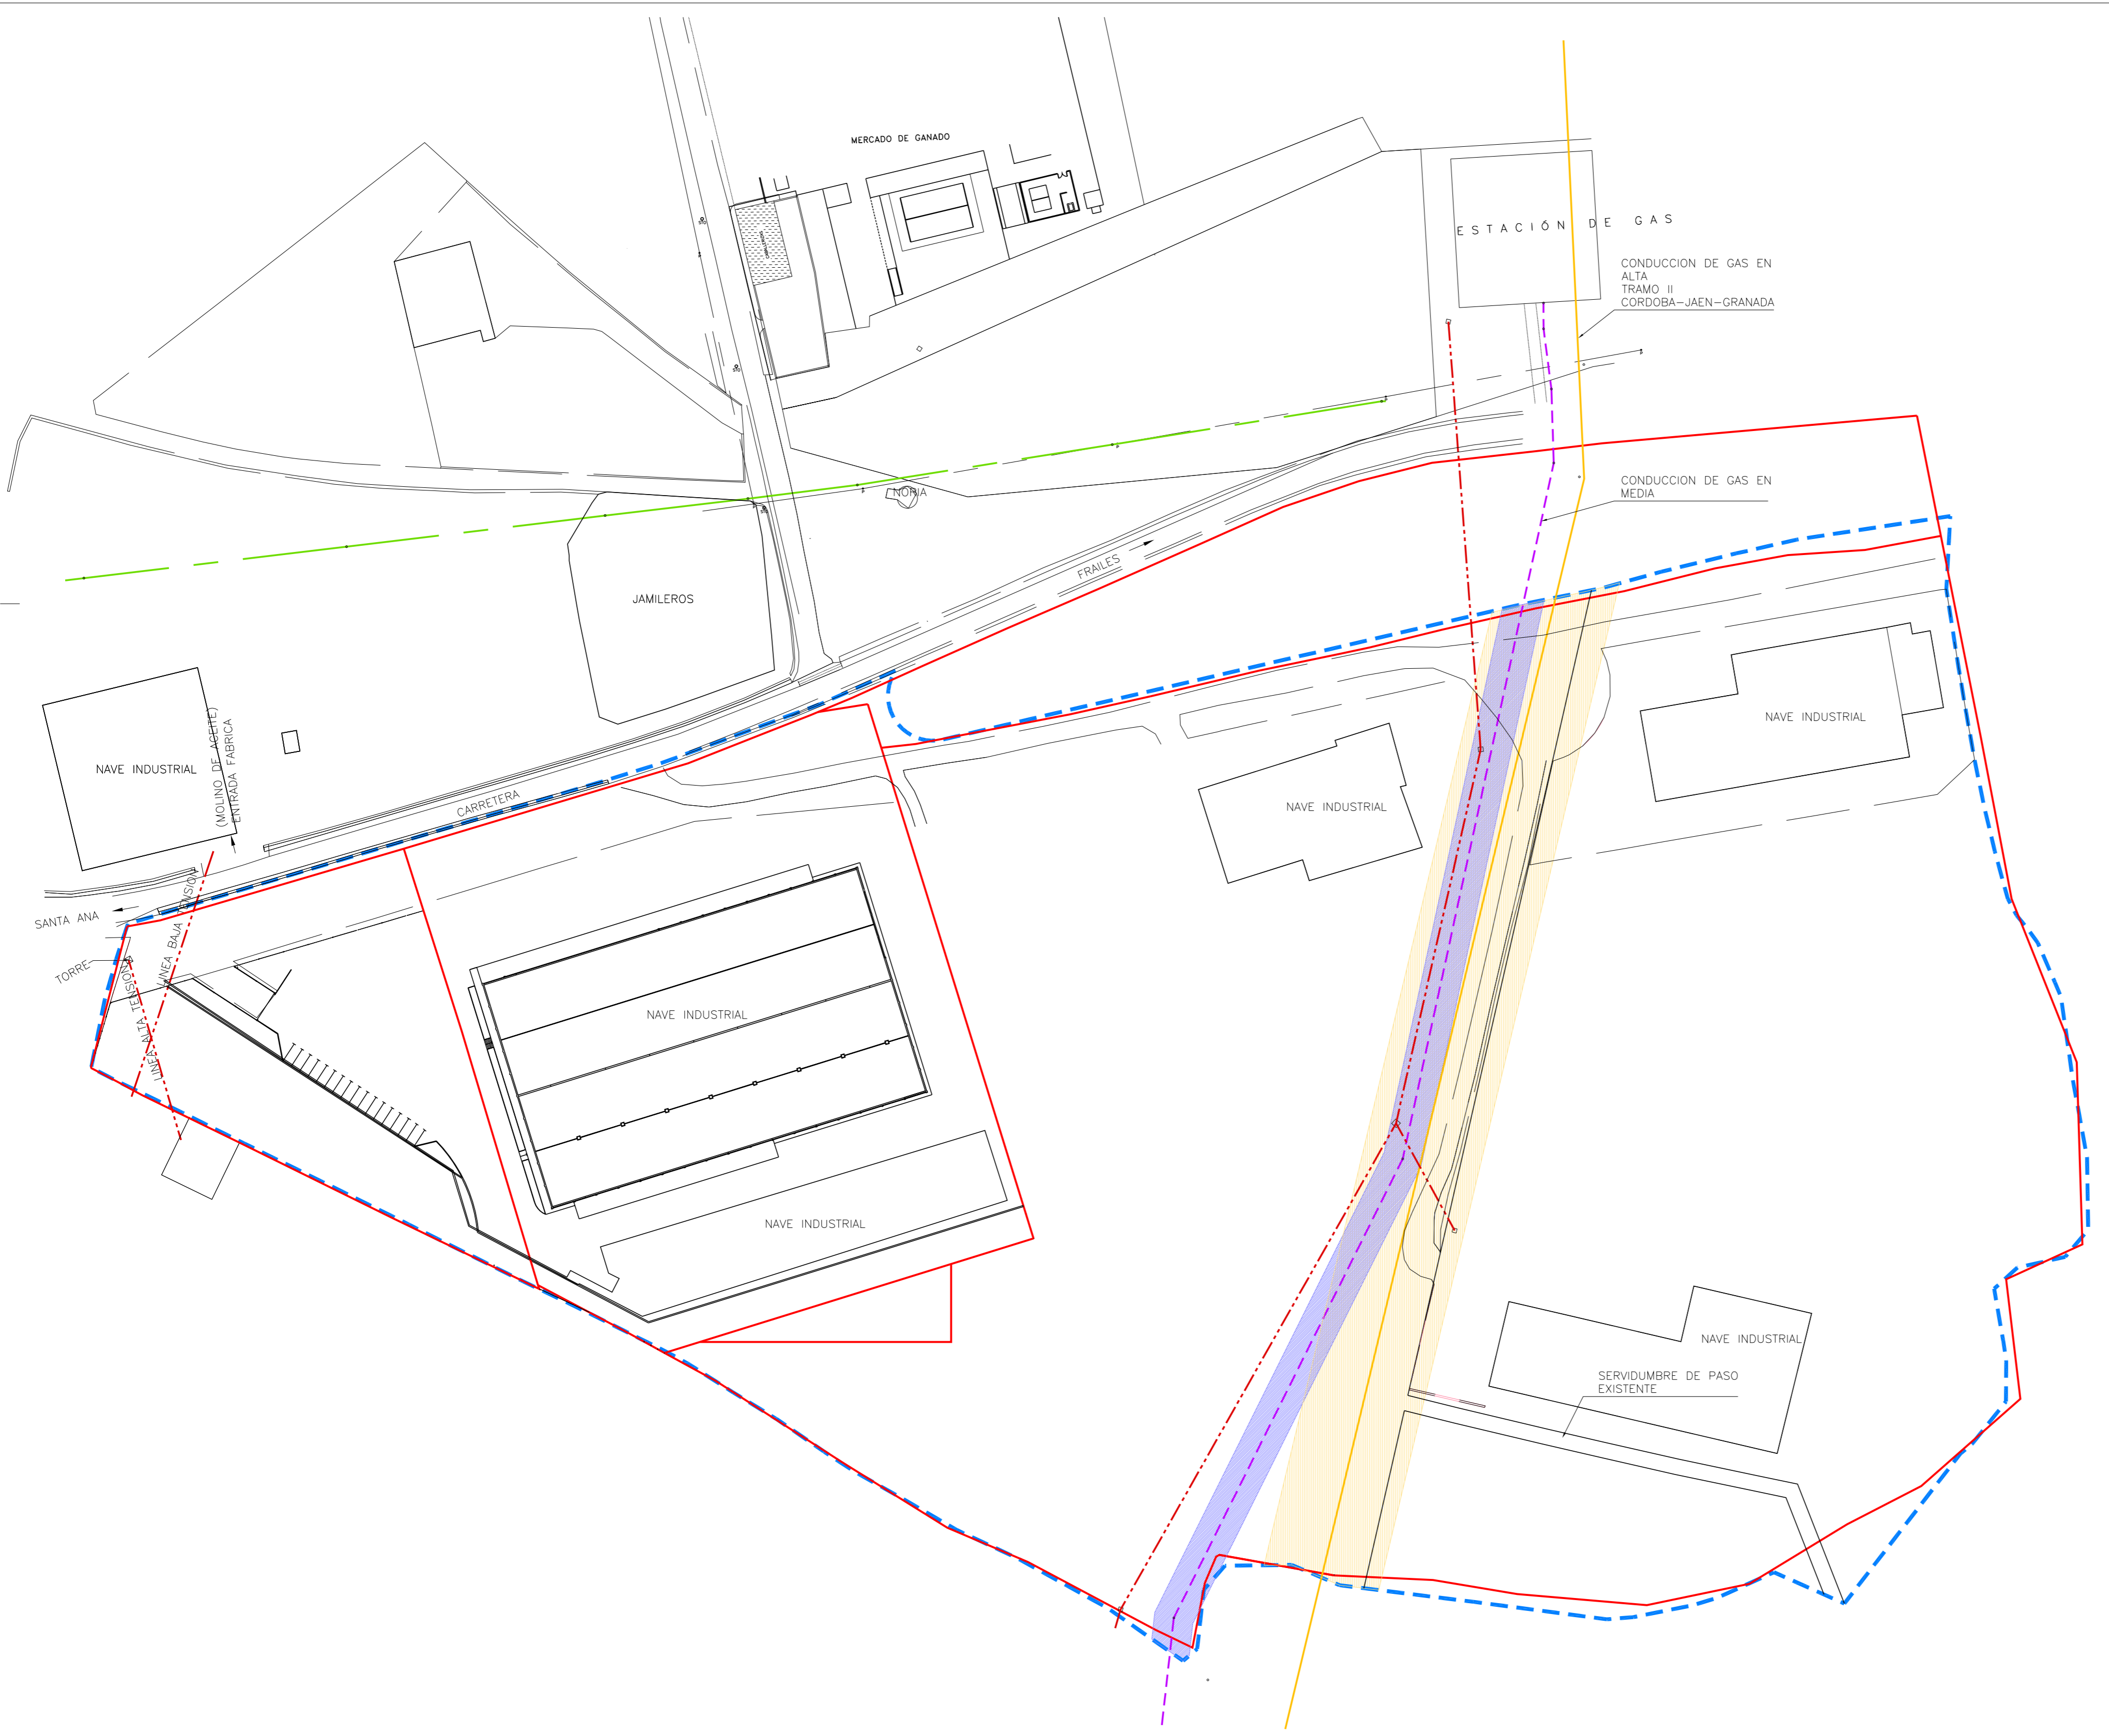 MERCADO DE GANADO
ESTACIÓN DE GAS
CONDUCCION DE GAS EN
ALTA
TRAMO II
CORDOBA-JAEN-GRANADA
CONDUCCION DE GAS EN
MEDIA
NORIA
FRAILES
JAMILEROS
NAVE INDUSTRIAL
(MOLINO DE ACEITE)
ENTRADA FABRICA
CARRETERA
NAVE INDUSTRIAL
NAVE INDUSTRIAL
SANTA ANA
TORRE
LINEA ALTA TENSION
LINEA BAJA TENSION
NAVE INDUSTRIAL
NAVE INDUSTRIAL
NAVE INDUSTRIAL
SERVIDUMBRE DE PASO
EXISTENTE